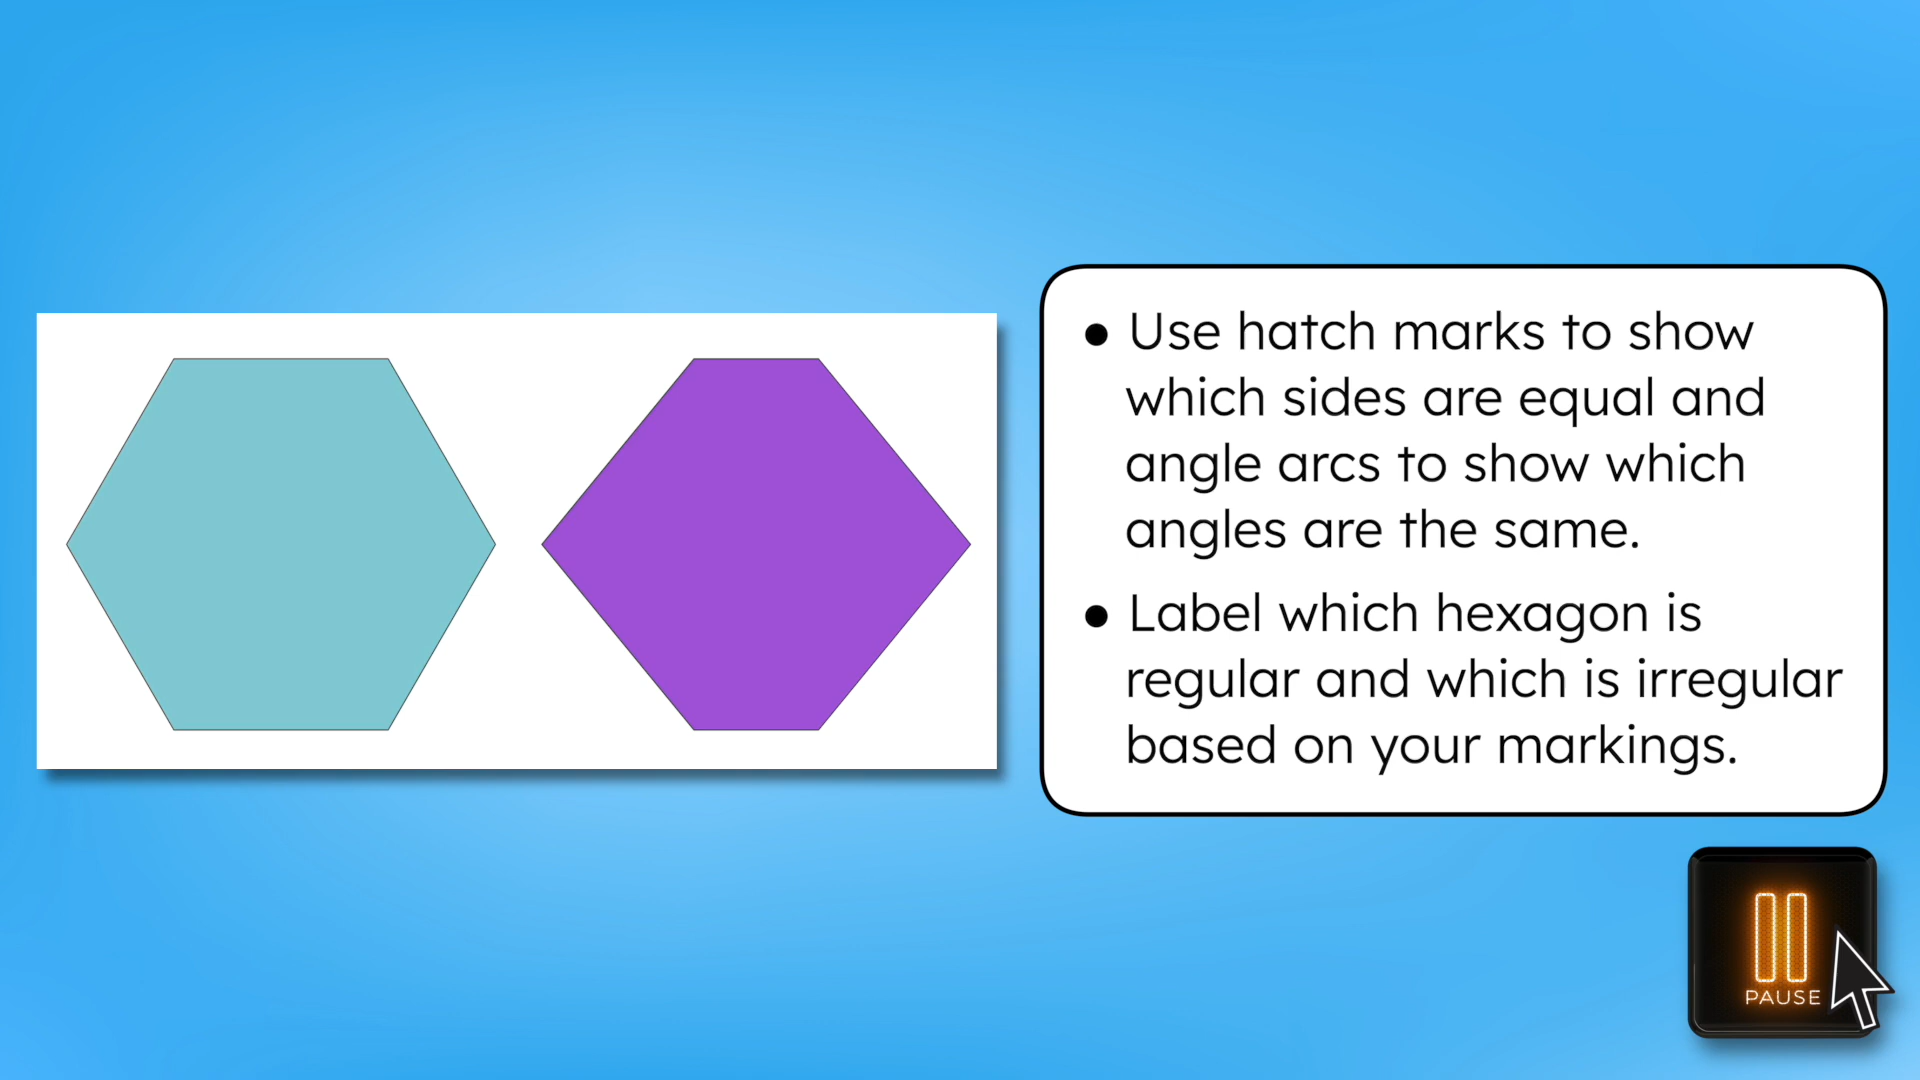 ● Use hatch marks to show
which sides are equal and
angle arcs to show which
angles are the same.
● Label which hexagon is
regular and which is irregular
based on your markings.
PAUSE